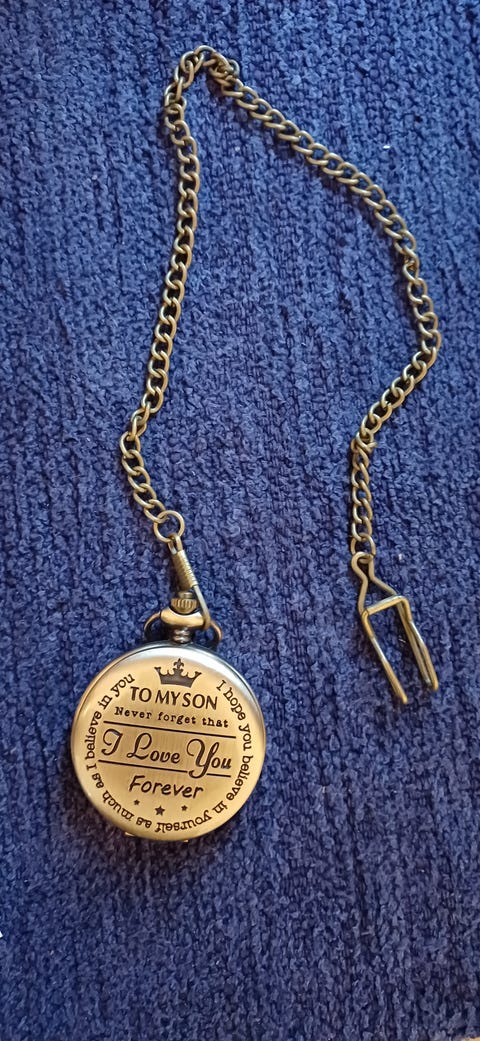 TO MY SON
Never forget that
I Love You
Forever
I hope you believe in yourself as much as I believe in you